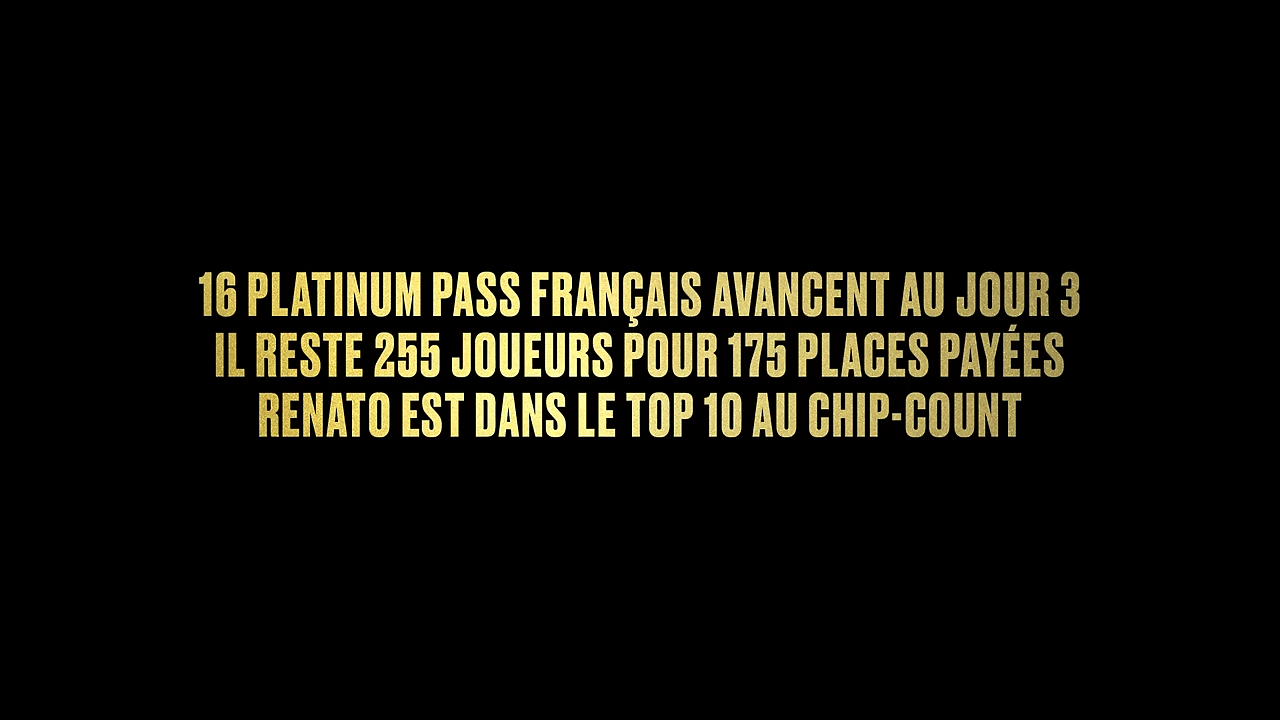 16 PLATINUM PASS FRANÇAIS AVANCENT AU JOUR 3
IL RESTE 255 JOUEURS POUR 175 PLACES PAYÉES
RENATO EST DANS LE TOP 10 AU CHIP-COUNT